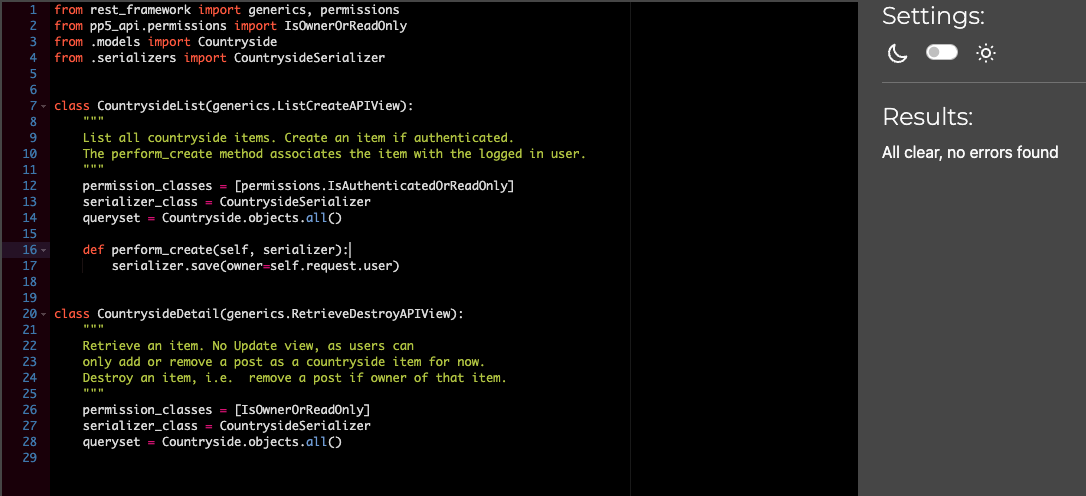 1 from rest_framework import generics, permissions
2 from pp5_api.permissions import IsOwnerOrReadOnly
3 from .models import Countryside
4 from .serializers import CountrysideSerializer
5
6
7 class CountrysideList(generics.ListCreateAPIView):
8     """
9     List all countryside items. Create an item if authenticated.
10     The perform_create method associates the item with the logged in user.
11     """
12     permission_classes = [permissions.IsAuthenticatedOrReadOnly]
13     serializer_class = CountrysideSerializer
14     queryset = Countryside.objects.all()
15
16     def perform_create(self, serializer):
17         serializer.save(owner=self.request.user)
18
19
20 class CountrysideDetail(generics.RetrieveDestroyAPIView):
21     """
22     Retrieve an item. No Update view, as users can
23     only add or remove a post as a countryside item for now.
24     Destroy an item, i.e.  remove a post if owner of that item.
25     """
26     permission_classes = [IsOwnerOrReadOnly]
27     serializer_class = CountrysideSerializer
28     queryset = Countryside.objects.all()
29
Settings:
Results:
All clear, no errors found